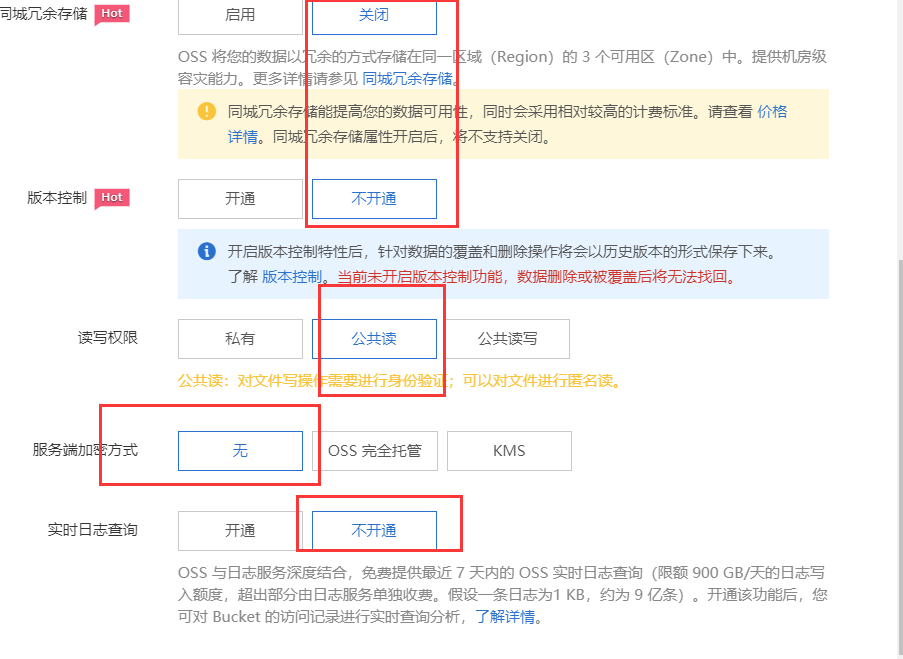 同城冗余存储 Hot 启用 关闭
OSS 将您的数据以冗余的方式存储在同一区域（Region）的 3 个可用区（Zone）中。提供机房级
容灾能力。更多详情请参见 同城冗余存储。
同城冗余存储能提高您的数据可用性，同时会采用相对较高的计费标准。请查看 价格
详情。同城冗余存储属性开启后，将不支持关闭。
版本控制 Hot 开通 不开通
开启版本控制特性后，针对数据的覆盖和删除操作将会以历史版本的形式保存下来。
了解 版本控制。当前未开启版本控制功能，数据删除或被覆盖后将无法找回。
读写权限 私有 公共读 公共读写
公共读：对文件写操作需要进行身份验证；可以对文件进行匿名读。
服务端加密方式 无 OSS 完全托管 KMS
实时日志查询 开通 不开通
OSS 与日志服务深度结合，免费提供最近 7 天内的 OSS 实时日志查询（限额 900 GB/天的日志写
入额度，超出部分由日志服务单独收费。假设一条日志为1 KB，约为 9 亿条）。开通该功能后，您
可对 Bucket 的访问记录进行实时查询分析，了解详情。